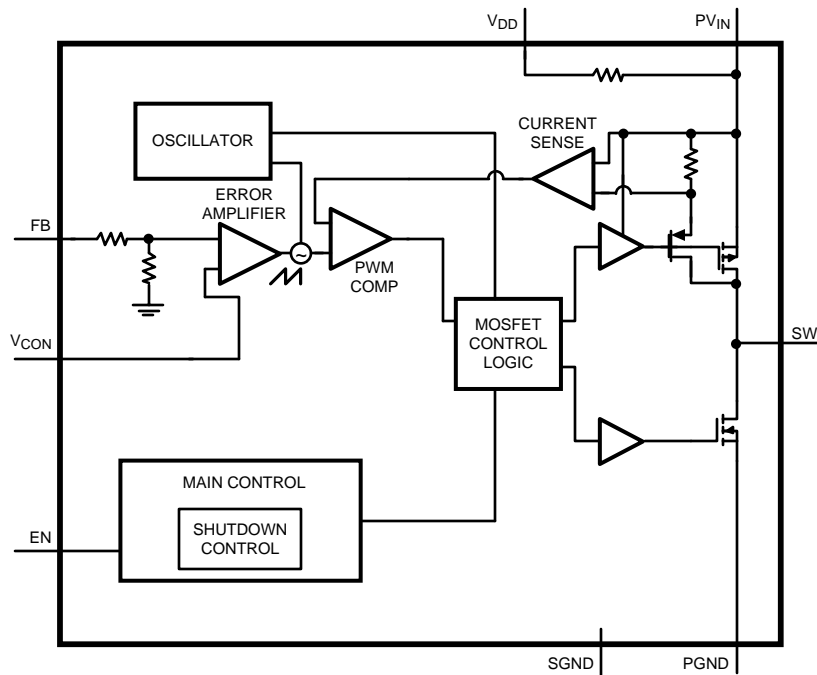 VDD
PVIN
CURRENT
SENSE
OSCILLATOR
ERROR
AMPLIFIER
FB
PWM
COMP
VCON
MOSFET
CONTROL
LOGIC
SW
MAIN CONTROL
SHUTDOWN
CONTROL
EN
SGND
PGND